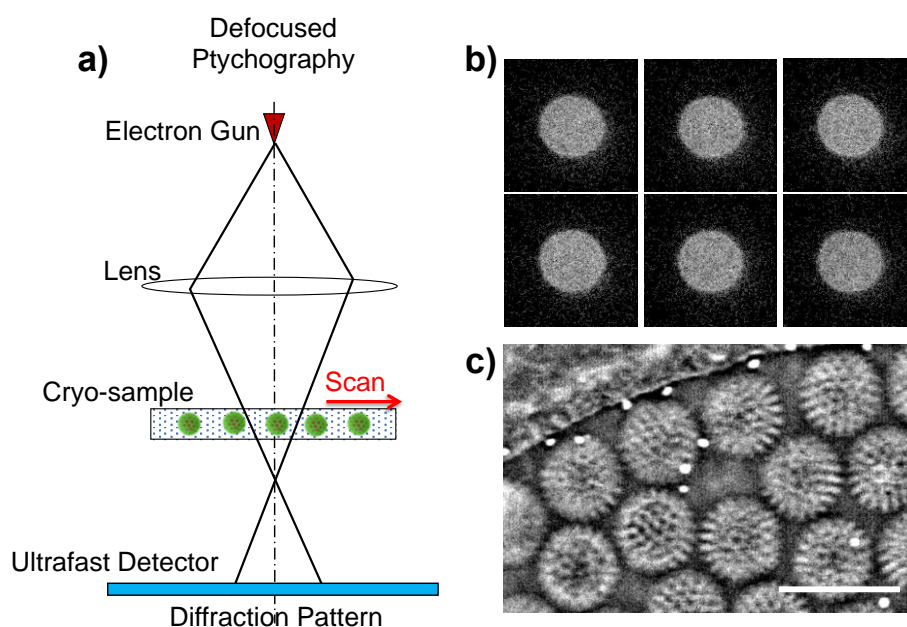 Defocused
Ptychography
a)
Electron Gun
Lens
Cryo-sample
Scan
Ultrafast Detector
Diffraction Pattern
b)
c)